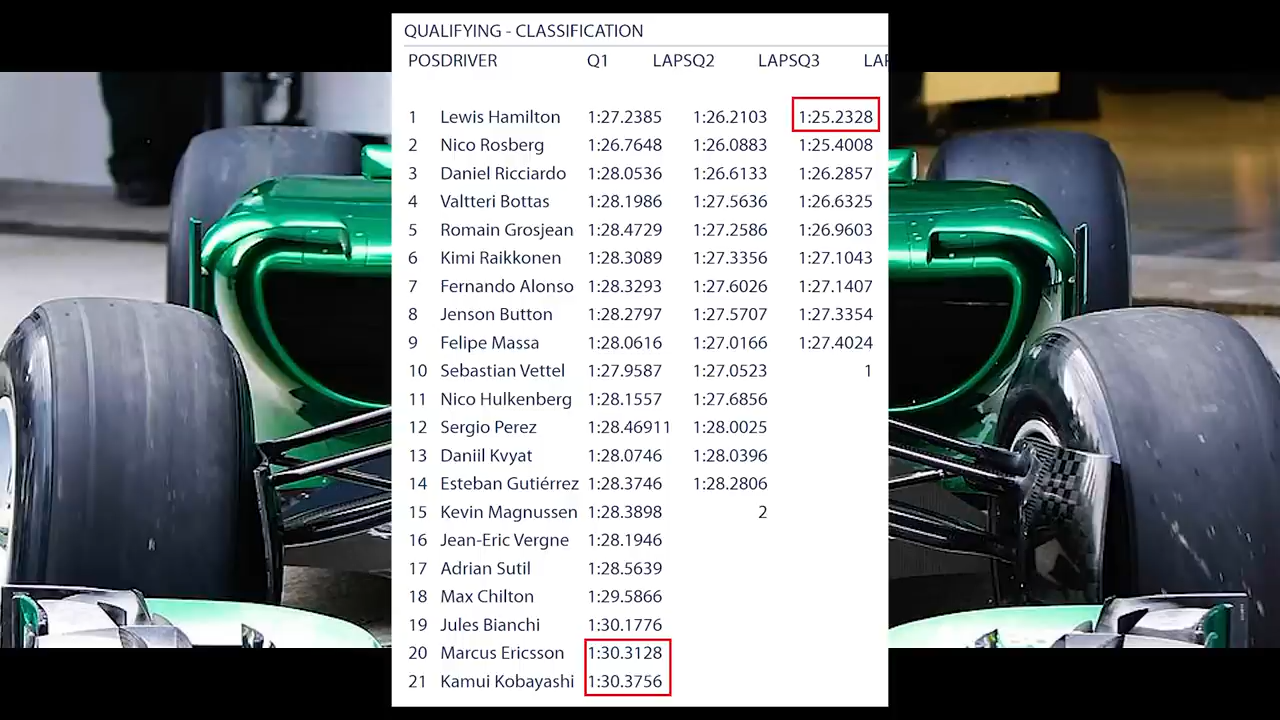 QUALIFYING - CLASSIFICATION
POSDRIVER Q1 LAPSQ2 LAPSQ3 LAP
1 Lewis Hamilton 1:27.2385 1:26.2103 1:25.2328
2 Nico Rosberg 1:26.7648 1:26.0883 1:25.4008
3 Daniel Ricciardo 1:28.0536 1:26.6133 1:26.2857
4 Valtteri Bottas 1:28.1986 1:27.5636 1:26.6325
5 Romain Grosjean 1:28.4729 1:27.2586 1:26.9603
6 Kimi Raikkonen 1:28.3089 1:27.3356 1:27.1043
7 Fernando Alonso 1:28.3293 1:27.6026 1:27.1407
8 Jenson Button 1:28.2797 1:27.5707 1:27.3354
9 Felipe Massa 1:28.0616 1:27.0166 1:27.4024
10 Sebastian Vettel 1:27.9587 1:27.0523 1
11 Nico Hulkenberg 1:28.1557 1:27.6856
12 Sergio Perez 1:28.46911 1:28.0025
13 Daniil Kvyat 1:28.0746 1:28.0396
14 Esteban Gutiérrez 1:28.3746 1:28.2806
15 Kevin Magnussen 1:28.3898 2
16 Jean-Eric Vergne 1:28.1946
17 Adrian Sutil 1:28.5639
18 Max Chilton 1:29.5866
19 Jules Bianchi 1:30.1776
20 Marcus Ericsson 1:30.3128
21 Kamui Kobayashi 1:30.3756